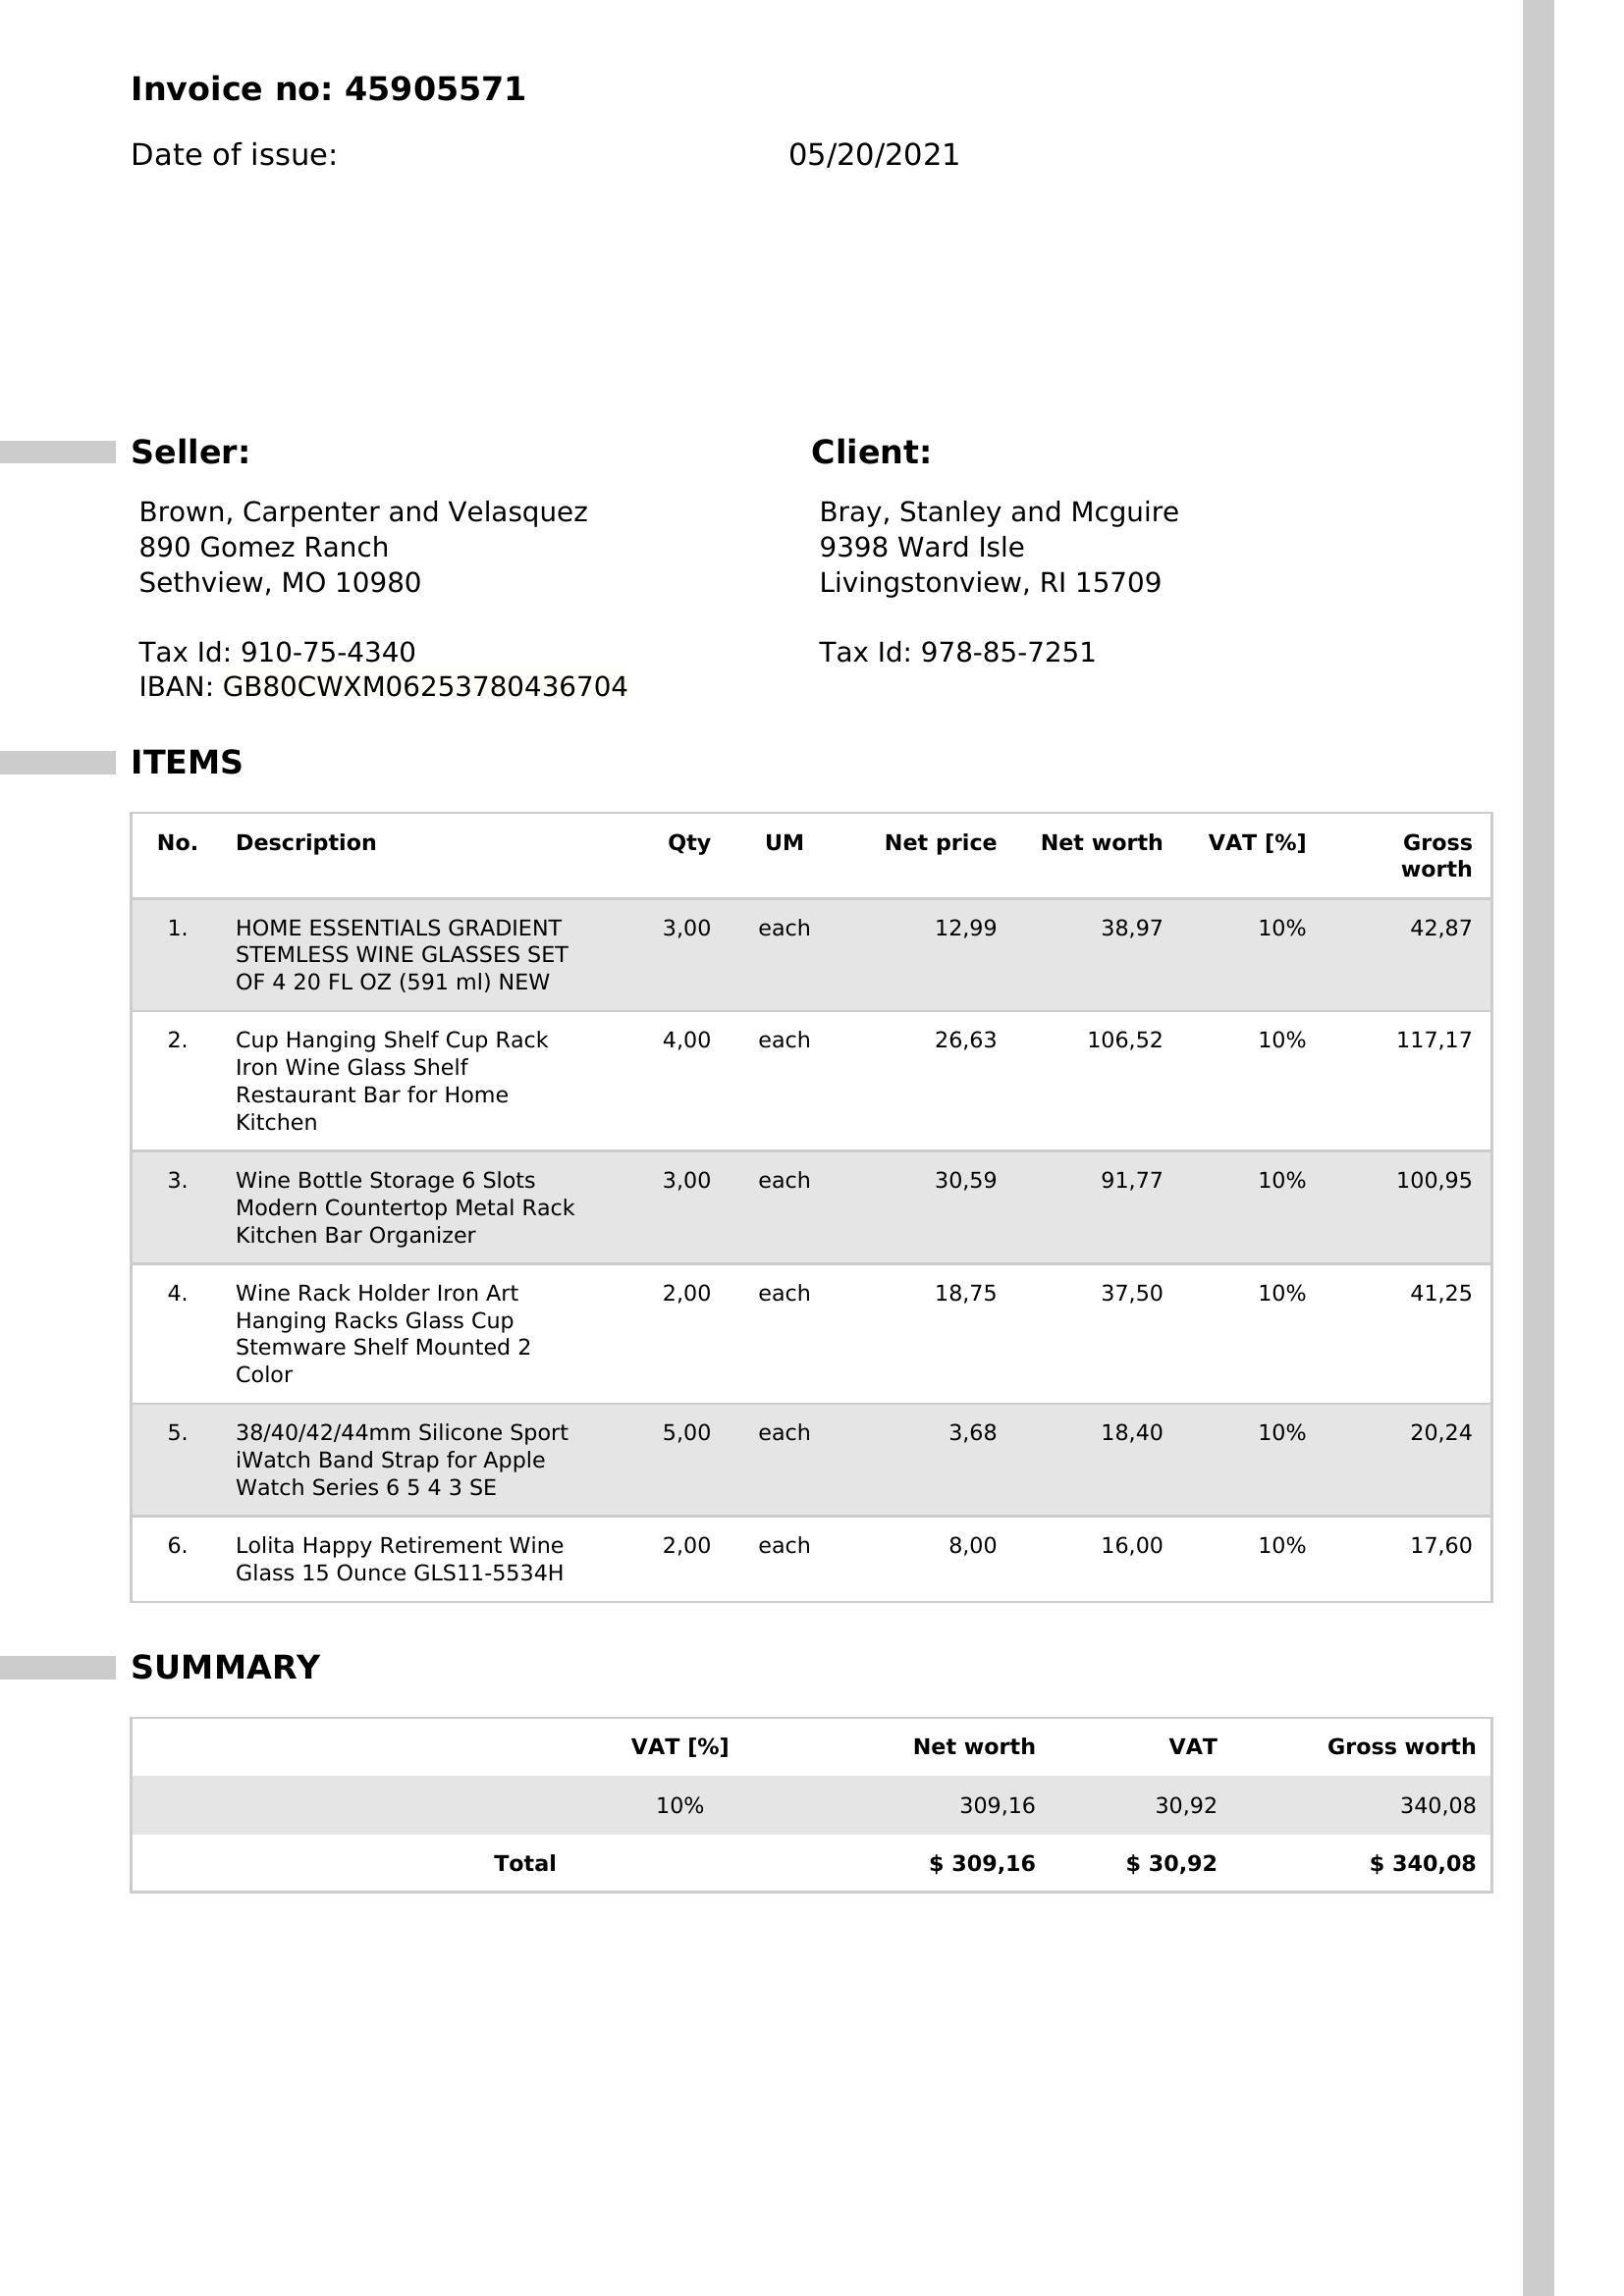 Invoice no: 45905571
Date of issue: 05/20/2021
Seller: Client:
Brown, Carpenter and Velasquez Bray, Stanley and Mcguire
890 Gomez Ranch 9398 Ward Isle
Sethview, MO 10980 Livingstonview, RI 15709
Tax Id: 910-75-4340 Tax Id: 978-85-7251
IBAN: GB80CWXM06253780436704
ITEMS
No. Description Qty UM Net price Net worth VAT [%] Gross
worth
1. HOME ESSENTIALS GRADIENT 3,00 each 12,99 38,97 10% 42,87
STEMLESS WINE GLASSES SET
OF 4 20 FL OZ (591 ml) NEW
2. Cup Hanging Shelf Cup Rack 4,00 each 26,63 106,52 10% 117,17
Iron Wine Glass Shelf
Restaurant Bar for Home
Kitchen
3. Wine Bottle Storage 6 Slots 3,00 each 30,59 91,77 10% 100,95
Modern Countertop Metal Rack
Kitchen Bar Organizer
4. Wine Rack Holder Iron Art 2,00 each 18,75 37,50 10% 41,25
Hanging Racks Glass Cup
Stemware Shelf Mounted 2
Color
5. 38/40/42/44mm Silicone Sport 5,00 each 3,68 18,40 10% 20,24
iWatch Band Strap for Apple
Watch Series 6 5 4 3 SE
6. Lolita Happy Retirement Wine 2,00 each 8,00 16,00 10% 17,60
Glass 15 Ounce GLS11-5534H
SUMMARY
VAT [%] Net worth VAT Gross worth
10% 309,16 30,92 340,08
Total $ 309,16 $ 30,92 $ 340,08